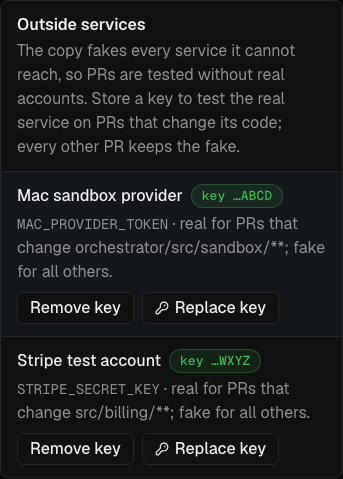 Outside services
The copy fakes every service it cannot
reach, so PRs are tested without real
accounts. Store a key to test the real
service on PRs that change its code;
every other PR keeps the fake.
Mac sandbox provider key …ABCD
MAC_PROVIDER_TOKEN · real for PRs that
change orchestrator/src/sandbox/**; fake
for all others.
Remove key Replace key
Stripe test account key …WXYZ
STRIPE_SECRET_KEY · real for PRs that
change src/billing/**; fake for all others.
Remove key Replace key